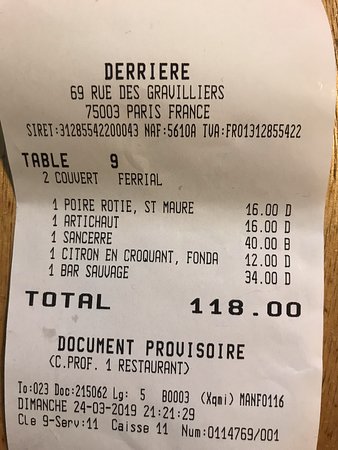 DERRIERE
69 RUE DES GRAVILLIERS
75003 PARIS FRANCE
SIRET:31285542200043 NAF:5610A TVA:FR01312855422
TABLE 9
2 COUVERT FERRIAL
1 POIRE ROTIE, ST MAURE 16.00 D
1 ARTICHAUT 16.00 D
1 SANCERRE 40.00 B
1 CITRON EN CROQUANT, FONDA 12.00 D
1 BAR SAUVAGE 34.00 D
TOTAL 118.00
DOCUMENT PROVISOIRE
(C.PROF. 1 RESTAURANT)
To:023 Doc:215062 Lg: 5 B0003 (Xqmi) MANF0116
DIMANCHE 24-03-2019 21:21:29
Cle 9-Serv:11 Caisse 11 Num:0114769/001